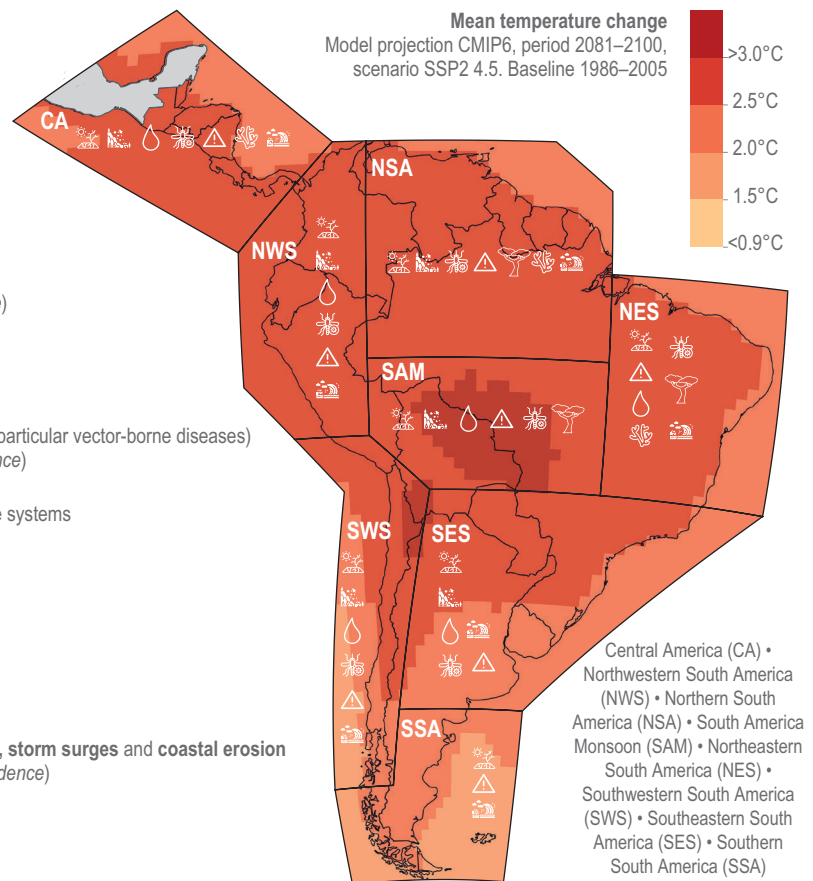 Mean temperature change
Model projection CMIP6, period 2081–2100,
scenario SSP2 4.5. Baseline 1986–2005
>3.0°C
2.5°C
2.0°C
1.5°C
<0.9°C
CA
NSA
NWS
NES
SAM
SWS
SES
SSA
e)
particular vector-borne diseases)
nce)
e systems
, storm surges and coastal erosion
dence)
Central America (CA) •
Northwestern South America
(NWS) • Northern South
America (NSA) • South America
Monsoon (SAM) • Northeastern
South America (NES) •
Southwestern South America
(SWS) • Southeastern South
America (SES) • Southern
South America (SSA)